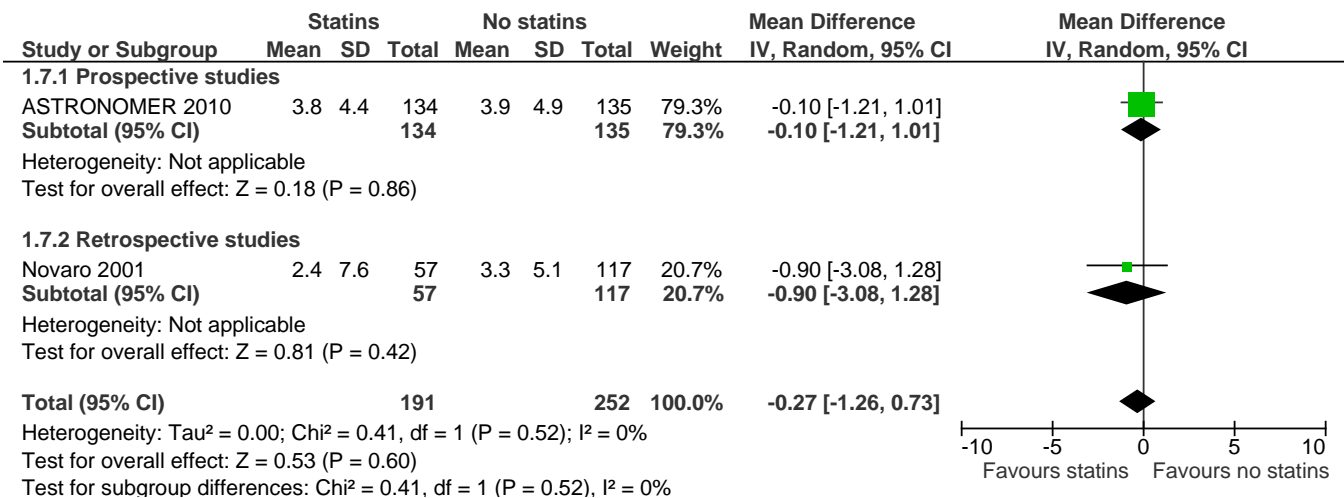 Statins No statins Mean Difference Mean Difference
Study or Subgroup Mean SD Total Mean SD Total Weight IV, Random, 95% CI IV, Random, 95% CI
1.7.1 Prospective studies
ASTRONOMER 2010 3.8 4.4 134 3.9 4.9 135 79.3% -0.10 [-1.21, 1.01]
Subtotal (95% CI) 134 135 79.3% -0.10 [-1.21, 1.01]
Heterogeneity: Not applicable
Test for overall effect: Z = 0.18 (P = 0.86)
1.7.2 Retrospective studies
Novaro 2001 2.4 7.6 57 3.3 5.1 117 20.7% -0.90 [-3.08, 1.28]
Subtotal (95% CI) 57 117 20.7% -0.90 [-3.08, 1.28]
Heterogeneity: Not applicable
Test for overall effect: Z = 0.81 (P = 0.42)
Total (95% CI) 191 252 100.0% -0.27 [-1.26, 0.73]
Heterogeneity: Tau² = 0.00; Chi² = 0.41, df = 1 (P = 0.52); I² = 0%
Test for overall effect: Z = 0.53 (P = 0.60)
Test for subgroup differences: Chi² = 0.41, df = 1 (P = 0.52), I² = 0%
-10 -5 0 5 10
Favours statins Favours no statins